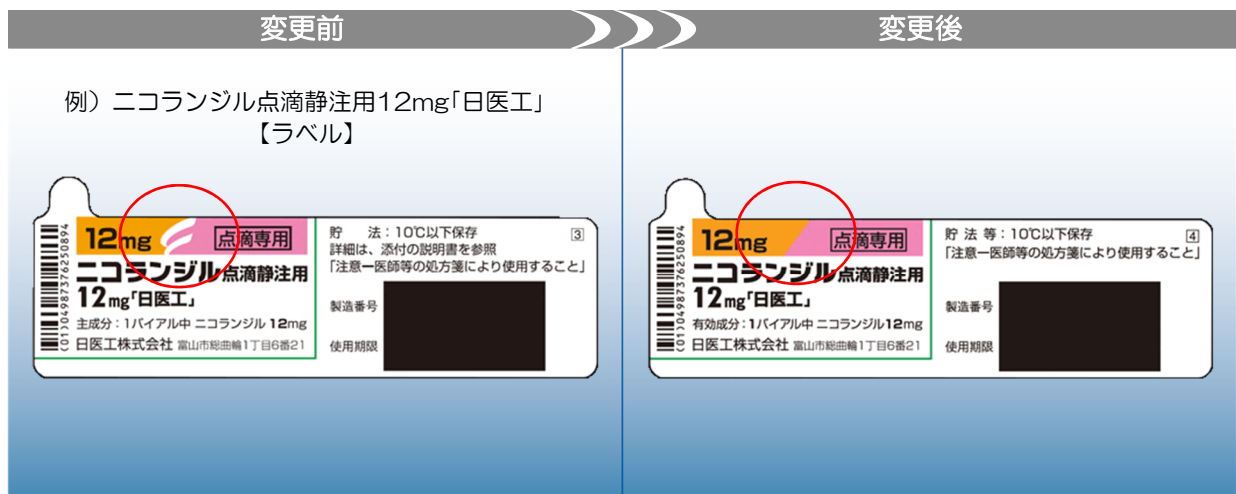 変更前
変更後
例）ニコランジル点滴静注用12mg「日医工」
【ラベル】
12mg
点滴専用
ニコランジル点滴静注用
12mg「日医工」
主成分：1バイアル中 ニコランジル 12mg
日医工株式会社 富山市総曲輪1丁目6番21
(01)04987376250894
貯　法：10℃以下保存
3
詳細は、添付の説明書を参照
「注意－医師等の処方箋により使用すること」
製造番号
使用期限
12mg
点滴専用
ニコランジル点滴静注用
12mg「日医工」
有効成分：1バイアル中 ニコランジル12mg
日医工株式会社 富山市総曲輪1丁目6番21
(01)04987376250894
貯 法 等：10℃以下保存
4
「注意－医師等の処方箋により使用すること」
製造番号
使用期限